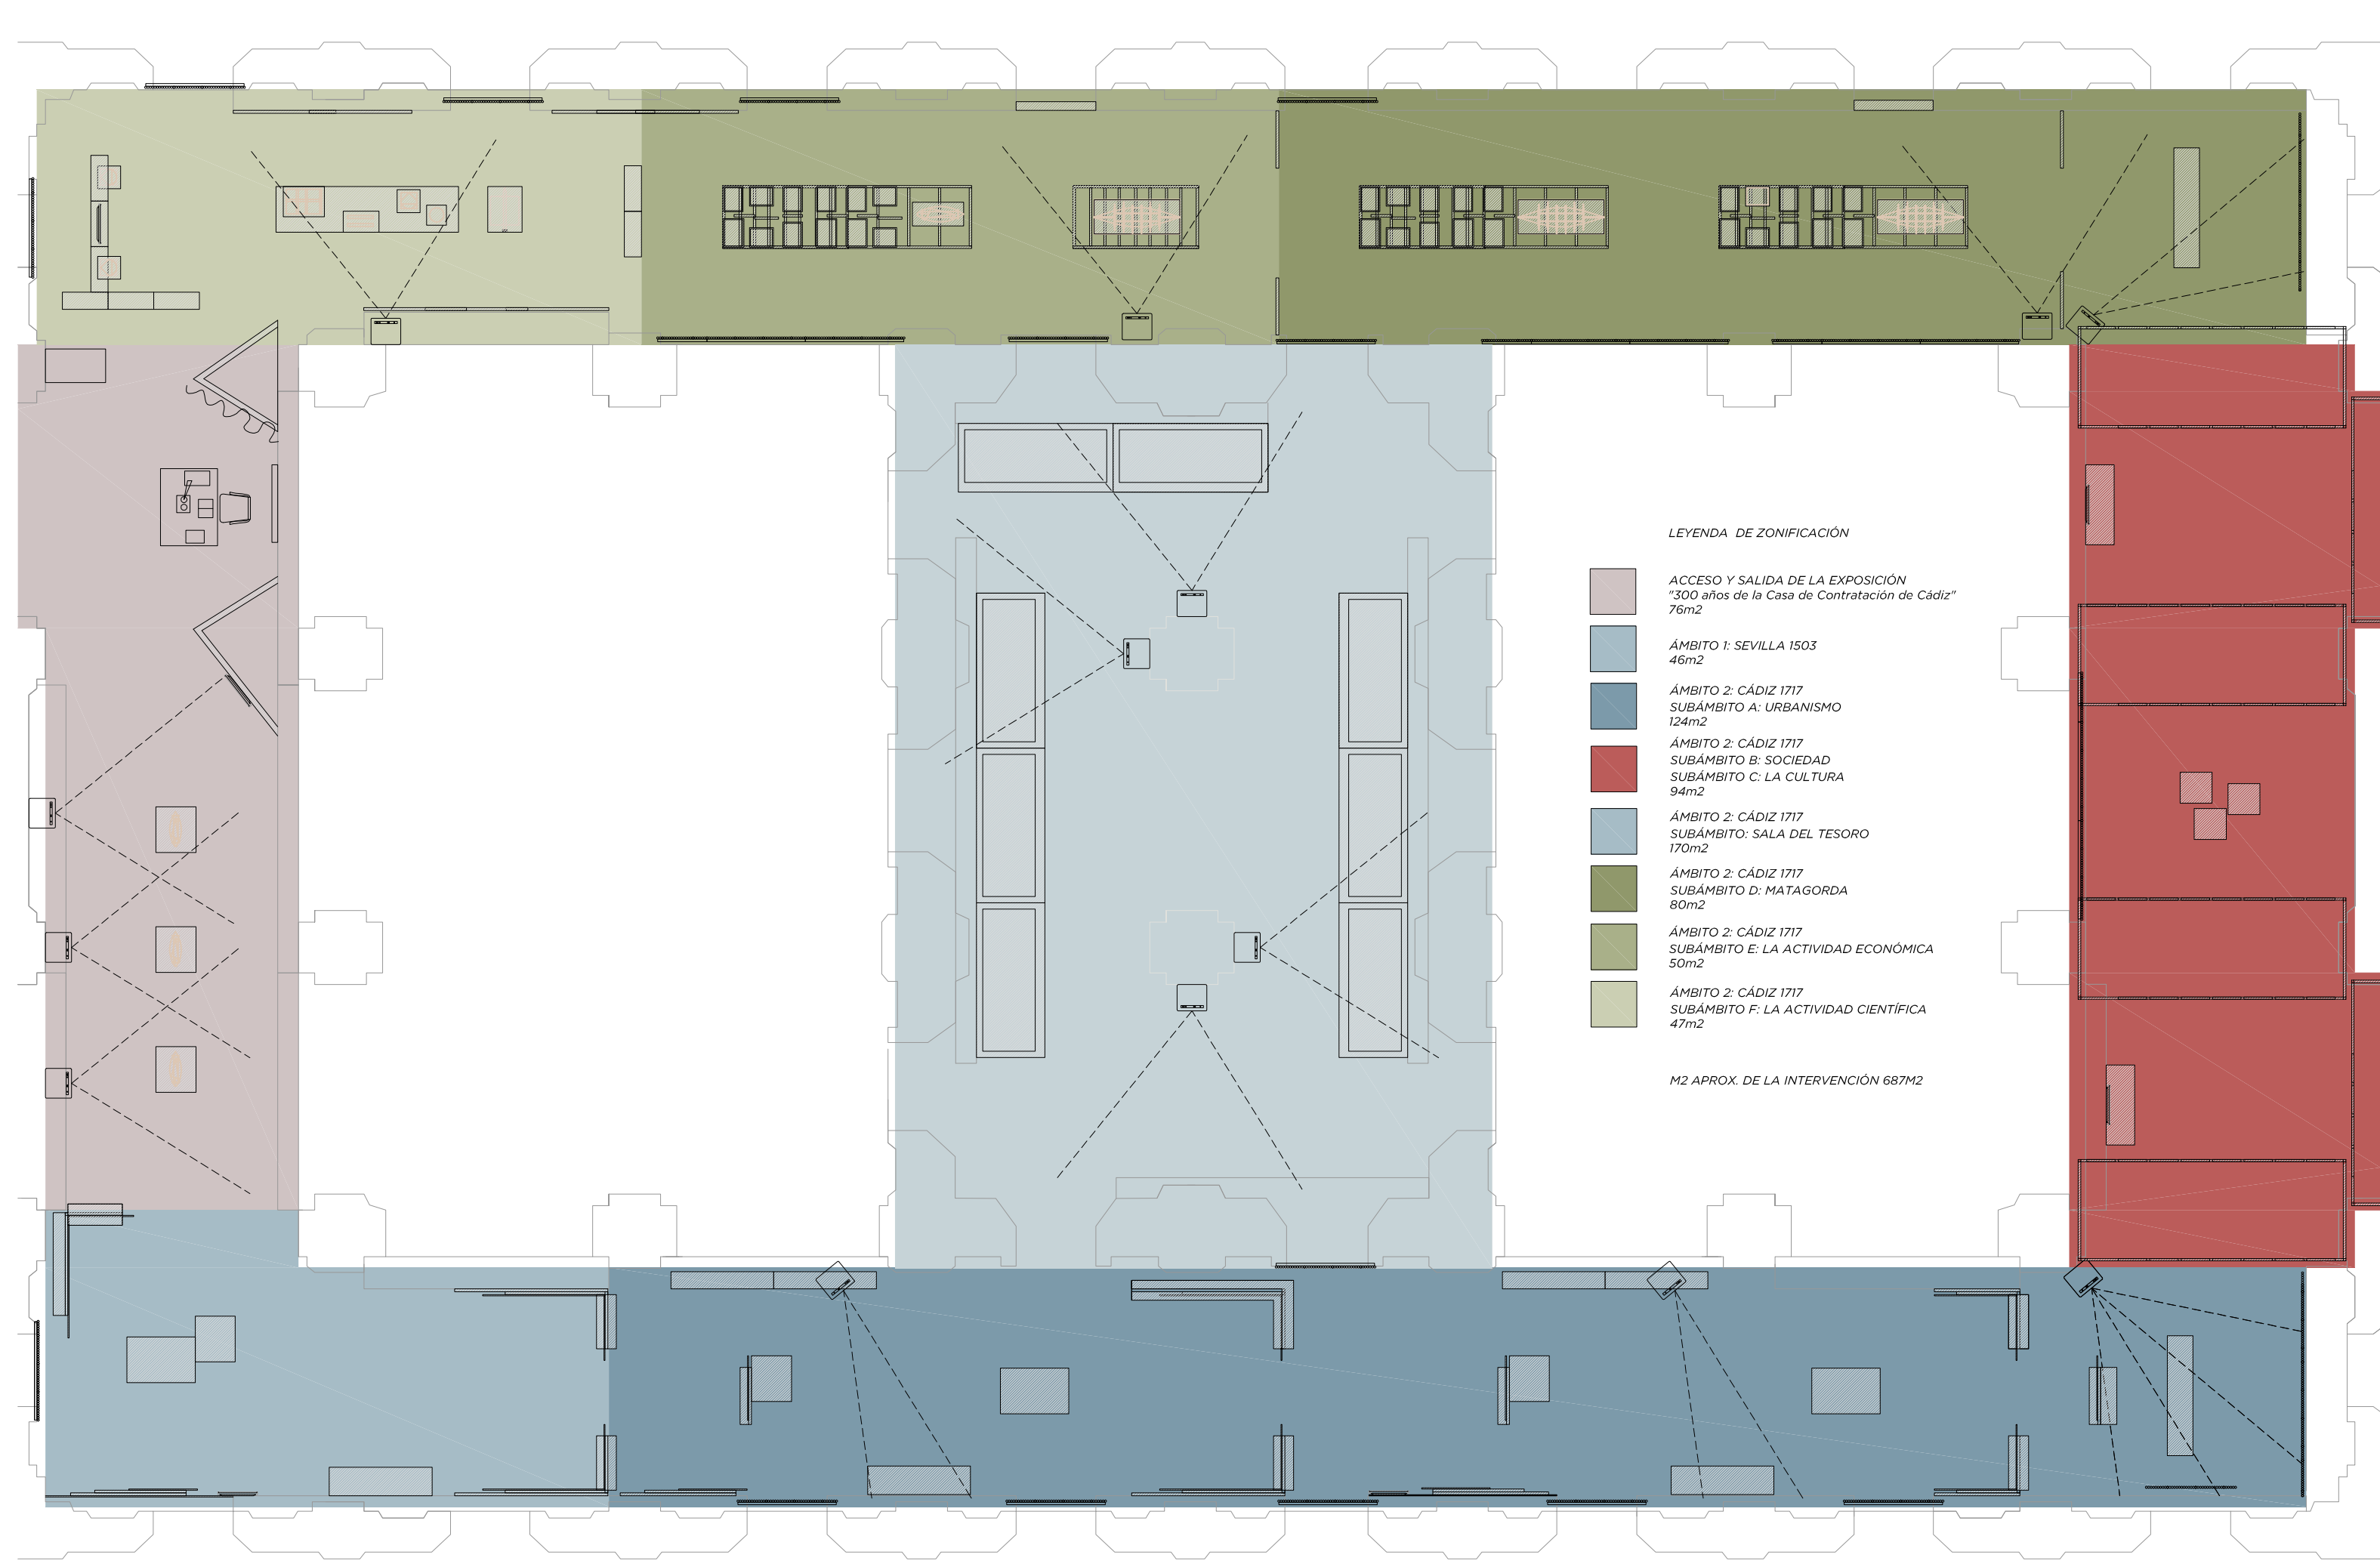 LEYENDA DE ZONIFICACIÓN
ACCESO Y SALIDA DE LA EXPOSICIÓN
"300 años de la Casa de Contratación de Cádiz"
76m2
ÁMBITO 1: SEVILLA 1503
46m2
ÁMBITO 2: CÁDIZ 1717
SUBÁMBITO A: URBANISMO
124m2
ÁMBITO 2: CÁDIZ 1717
SUBÁMBITO B: SOCIEDAD
SUBÁMBITO C: LA CULTURA
94m2
ÁMBITO 2: CÁDIZ 1717
SUBÁMBITO: SALA DEL TESORO
170m2
ÁMBITO 2: CÁDIZ 1717
SUBÁMBITO D: MATAGORDA
80m2
ÁMBITO 2: CÁDIZ 1717
SUBÁMBITO E: LA ACTIVIDAD ECONÓMICA
50m2
ÁMBITO 2: CÁDIZ 1717
SUBÁMBITO F: LA ACTIVIDAD CIENTÍFICA
47m2
M2 APROX. DE LA INTERVENCIÓN 687M2